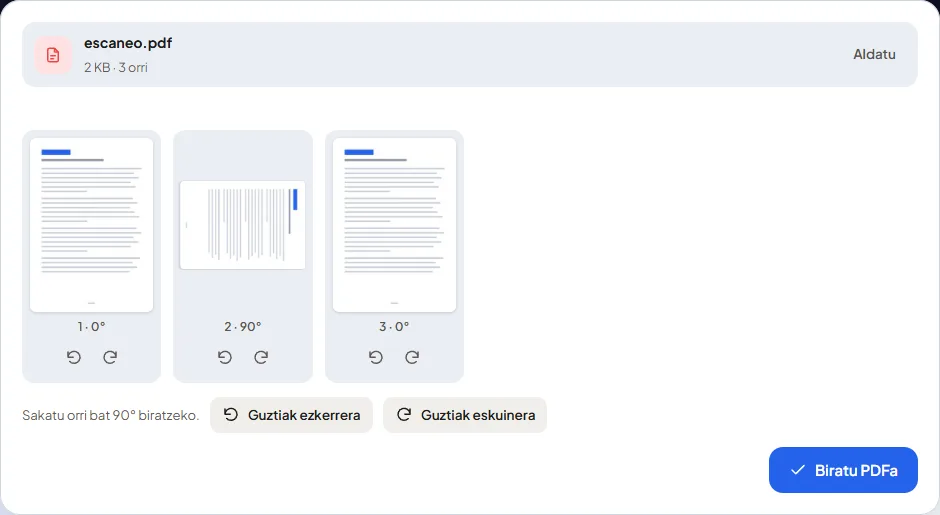 escaneo.pdf
2 KB · 3 orri
Aldatu
1 · 0°
2 · 90°
3 · 0°
Sakatu orri bat 90° biratzeko.
Guztiak ezkerrera
Guztiak eskuinera
Biratu PDFa